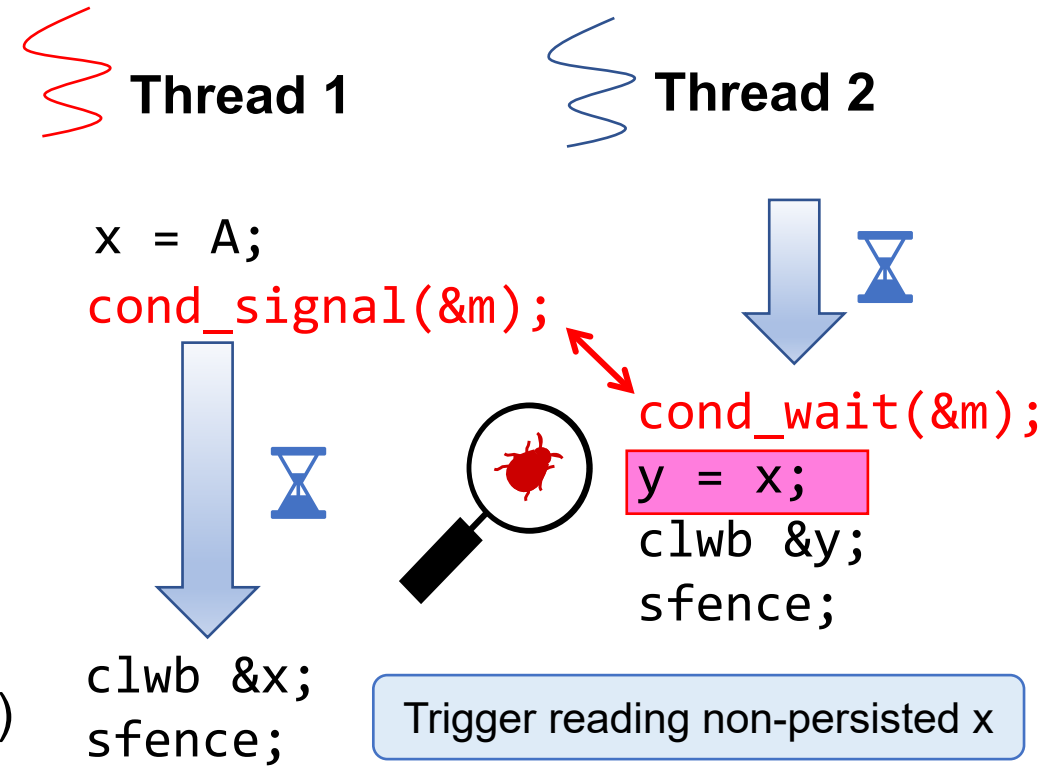 Thread 1
Thread 2
x = A;
cond_signal(&m);
cond_wait(&m);
y = x;
clwb &y;
sfence;
clwb &x;
)
sfence;
Trigger reading non-persisted x